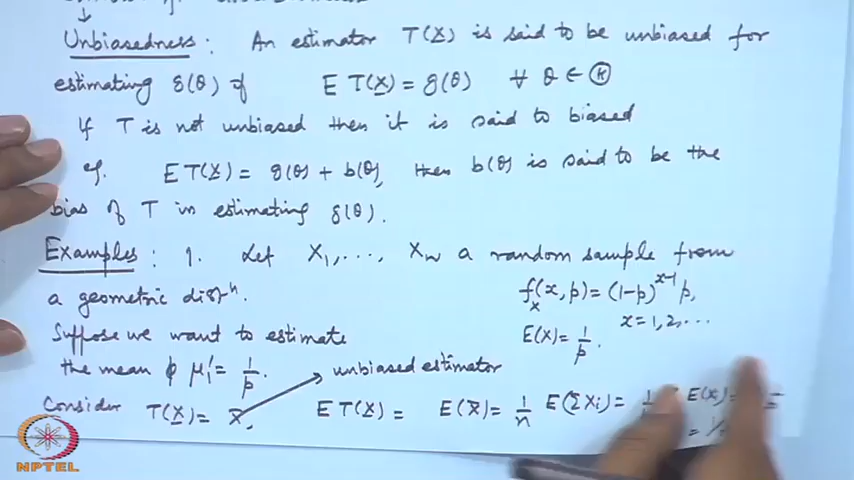 Unbiasedness : An estimator T(X) is said to be unbiased for
estimating g(θ) if E T(X) = g(θ) ∀ θ ∈ Ⓗ
If T is not unbiased then it is said to biased
eg. E T(X) = g(θ) + b(θ), then b(θ) is said to be the
bias of T in estimating g(θ).
Examples : 1. Let X₁, ..., Xₙ a random sample from
a geometric distⁿ.
f_X(x, p) = (1-p)^{x-1} p,
x = 1, 2, ...
E(X) = 1/p .
Suppose we want to estimate
the mean μ₁' = 1/p .
unbiased estimator
Consider T(X) = X̄, E T(X) = E(X̄) = 1/n E(ΣXi) = E(Xi) =
NPTEL